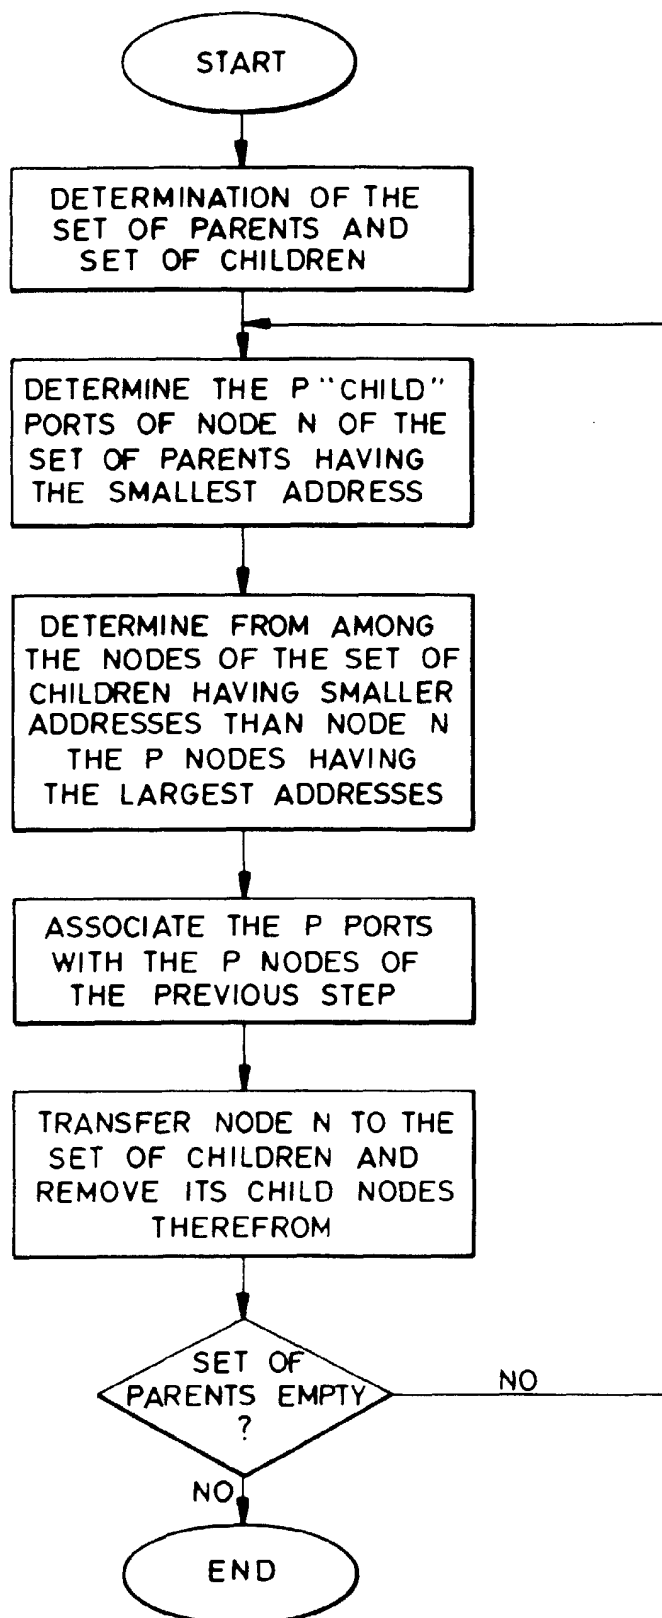 START
DETERMINATION OF THE
SET OF PARENTS AND
SET OF CHILDREN
DETERMINE THE P "CHILD"
PORTS OF NODE N OF THE
SET OF PARENTS HAVING
THE SMALLEST ADDRESS
DETERMINE FROM AMONG
THE NODES OF THE SET OF
CHILDREN HAVING SMALLER
ADDRESSES THAN NODE N
THE P NODES HAVING
THE LARGEST ADDRESSES
ASSOCIATE THE P PORTS
WITH THE P NODES OF
THE PREVIOUS STEP
TRANSFER NODE N TO THE
SET OF CHILDREN AND
REMOVE ITS CHILD NODES
THEREFROM
SET OF
PARENTS EMPTY
?
NO
NO
END